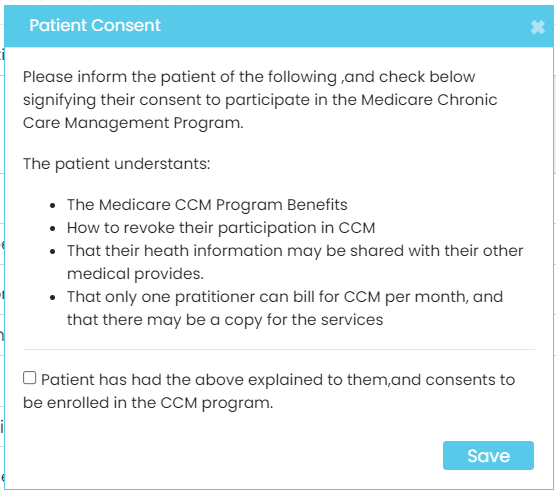 Patient Consent
Please inform the patient of the following ,and check below
signifying their consent to participate in the Medicare Chronic
Care Management Program.
The patient understants:
The Medicare CCM Program Benefits
How to revoke their participation in CCM
That their heath information may be shared with their other
medical provides.
That only one pratitioner can bill for CCM per month, and
that there may be a copy for the services
Patient has had the above explained to them,and consents to
be enrolled in the CCM program.
Save